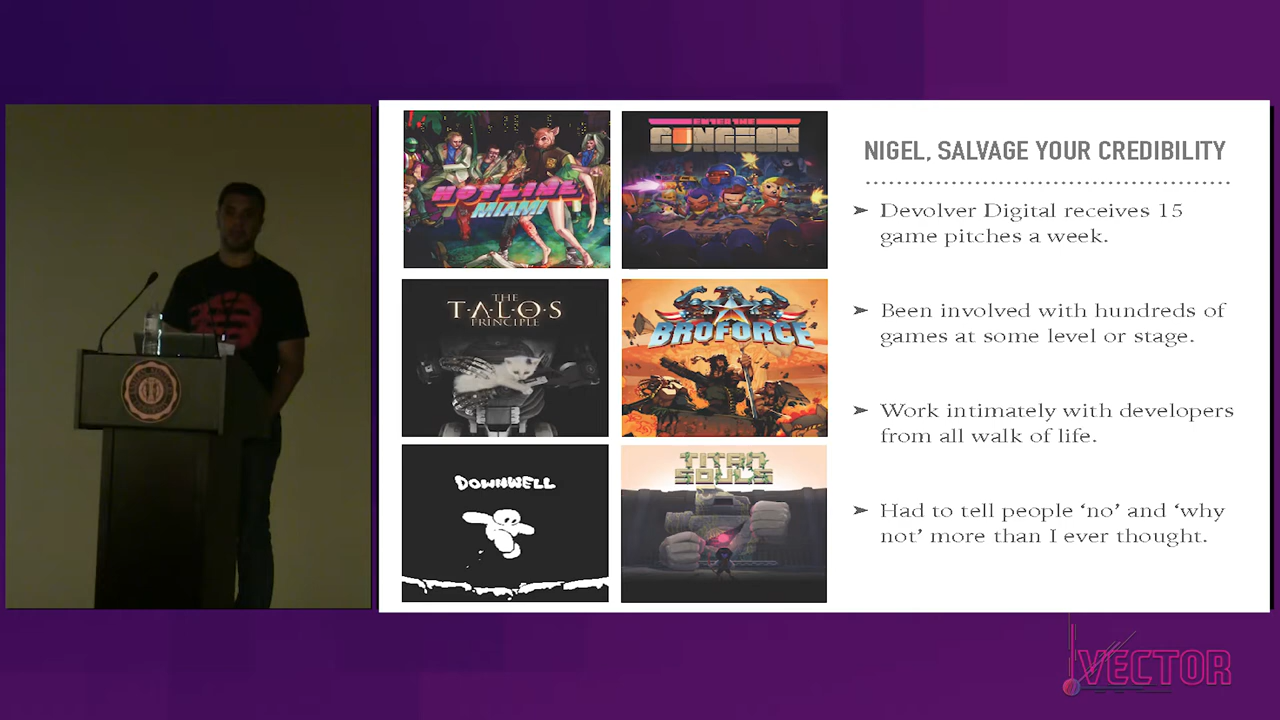 HOTLINE
MIAMI
ENTER THE
GUNGEON
THE
T·A·L·O·S
PRINCIPLE
BROFORCE
DOWNWELL
TITAN
SOULS
NIGEL, SALVAGE YOUR CREDIBILITY
➤ Devolver Digital receives 15
game pitches a week.
➤ Been involved with hundreds of
games at some level or stage.
➤ Work intimately with developers
from all walk of life.
➤ Had to tell people ‘no’ and ‘why
not’ more than I ever thought.
VECTOR